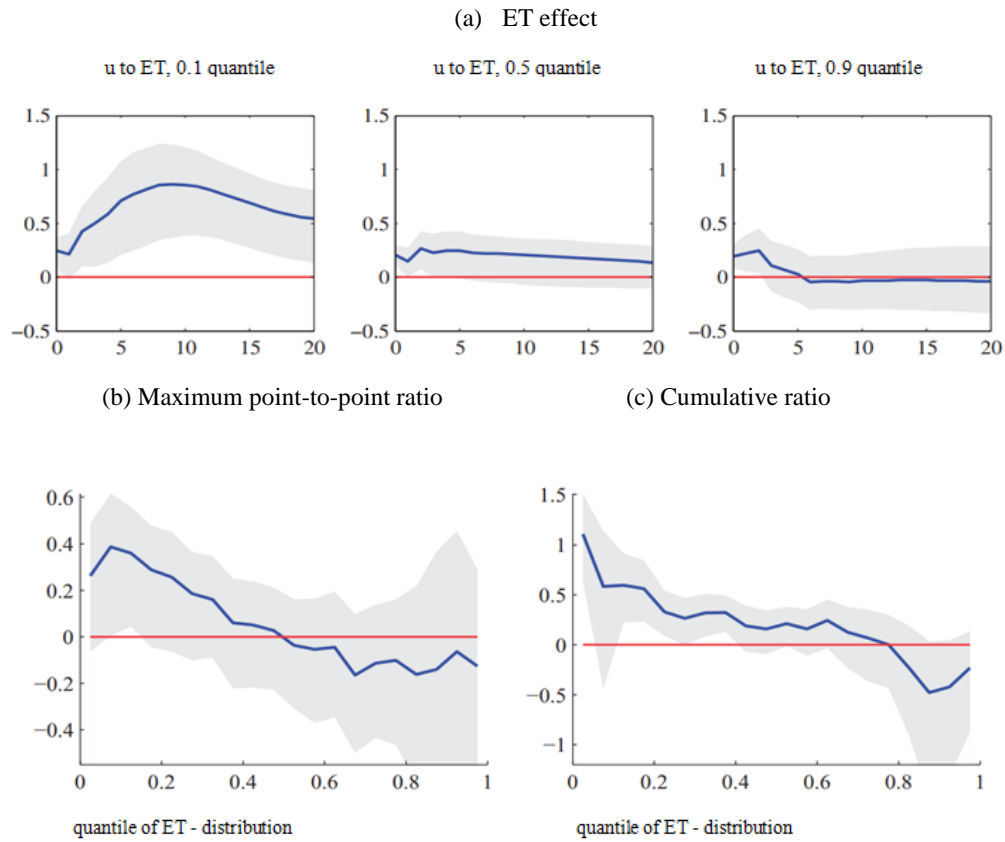 (a) ET effect
u to ET, 0.1 quantile
u to ET, 0.5 quantile
u to ET, 0.9 quantile
1.5
1
0.5
0
−0.5
0 5 10 15 20
1.5
1
0.5
0
−0.5
0 5 10 15 20
1.5
1
0.5
0
−0.5
0 5 10 15 20
(b) Maximum point-to-point ratio
(c) Cumulative ratio
0.6
0.4
0.2
0
−0.2
−0.4
0 0.2 0.4 0.6 0.8 1
quantile of ET - distribution
1.5
1
0.5
0
−0.5
−1
0 0.2 0.4 0.6 0.8 1
quantile of ET - distribution